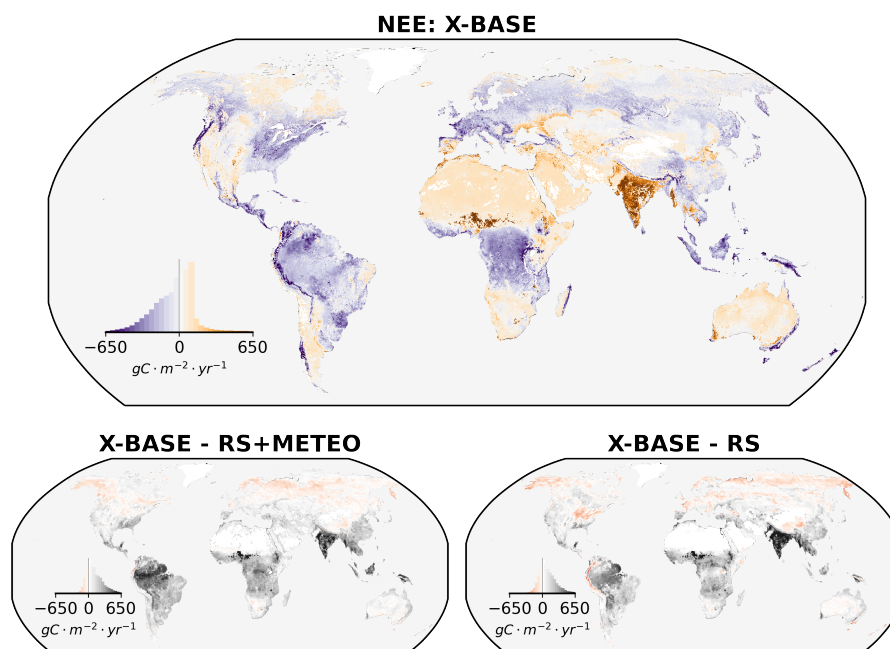 NEE: X-BASE
−650 0 650
gC · m⁻² · yr⁻¹
X-BASE - RS+METEO
X-BASE - RS
−650 0 650
gC · m⁻² · yr⁻¹
−650 0 650
gC · m⁻² · yr⁻¹